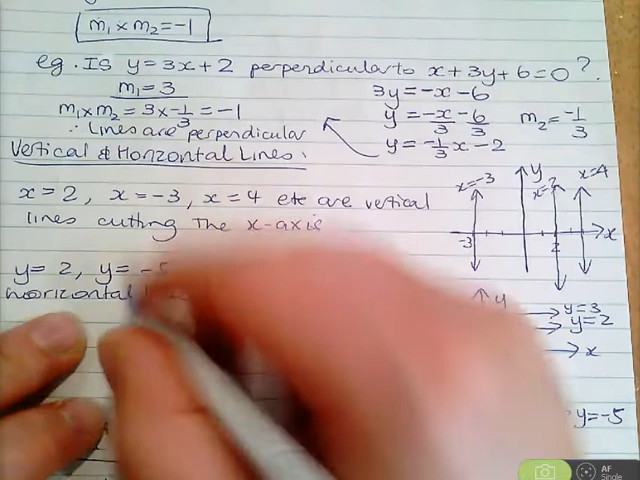 m₁ × m₂ = -1
eg. Is y = 3x + 2 perpendicular to x + 3y + 6 = 0?
m₁ = 3
3y = -x - 6
m₁ × m₂ = 3 × -1/3 = -1
y = -x/3 - 6/3
m₂ = -1/3
∴ Lines are perpendicular
y = -1/3 x - 2
Vertical & Horizontal Lines:
x = 2, x = -3, x = 4 etc are vertical
lines cutting the x-axis
x=-3
y
x=2
x=4
-3
2
x
y = 2, y = -5
horizontal
y
y=3
y=2
x
y=-5
AF
Single